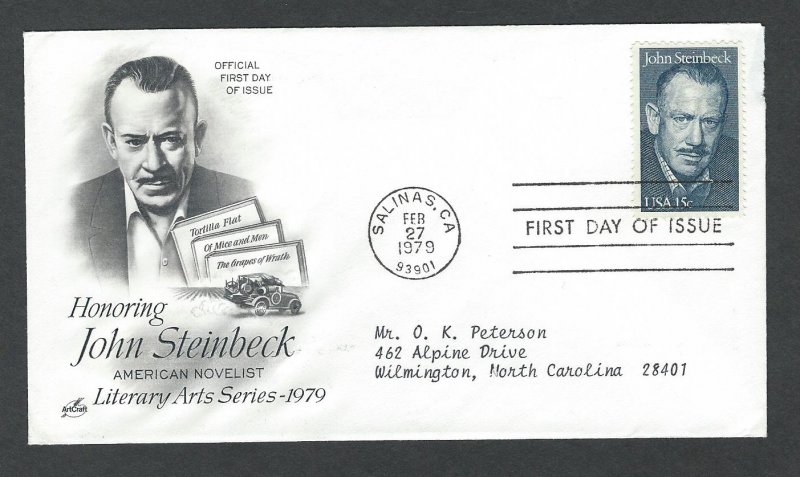 OFFICIAL
FIRST DAY
OF ISSUE
Tortilla Flat
Of Mice and Men
The Grapes of Wrath
Honoring
John Steinbeck
AMERICAN NOVELIST
Literary Arts Series-1979
ArtCraft
John Steinbeck
USA 15c
SALINAS, CA
FEB
27
1979
93901
FIRST DAY OF ISSUE
Mr. O. K. Peterson
462 Alpine Drive
Wilmington, North Carolina 28401